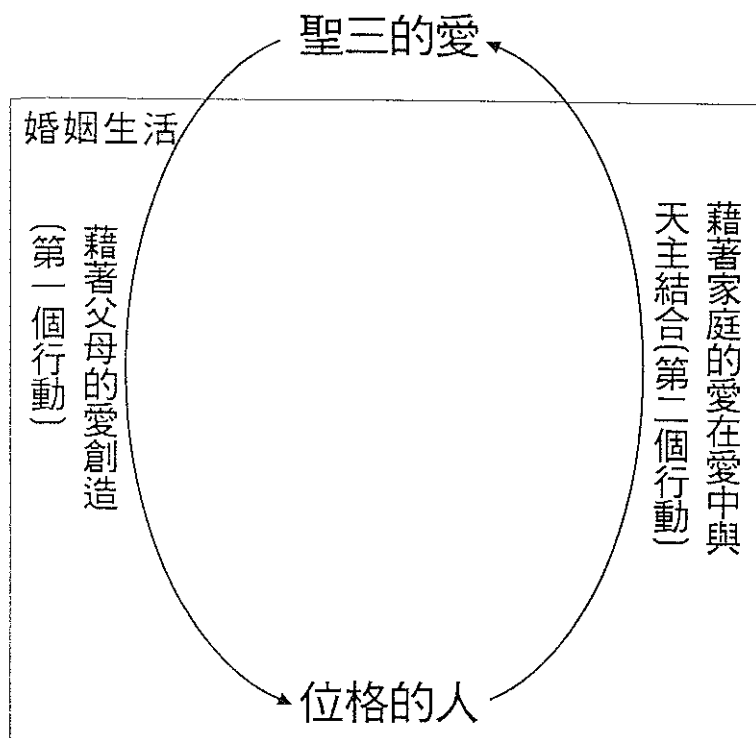 聖三的愛
婚姻生活
藉著父母的愛創造
(第一個行動)
藉著家庭的愛在愛中與
天主結合(第二個行動)
位格的人